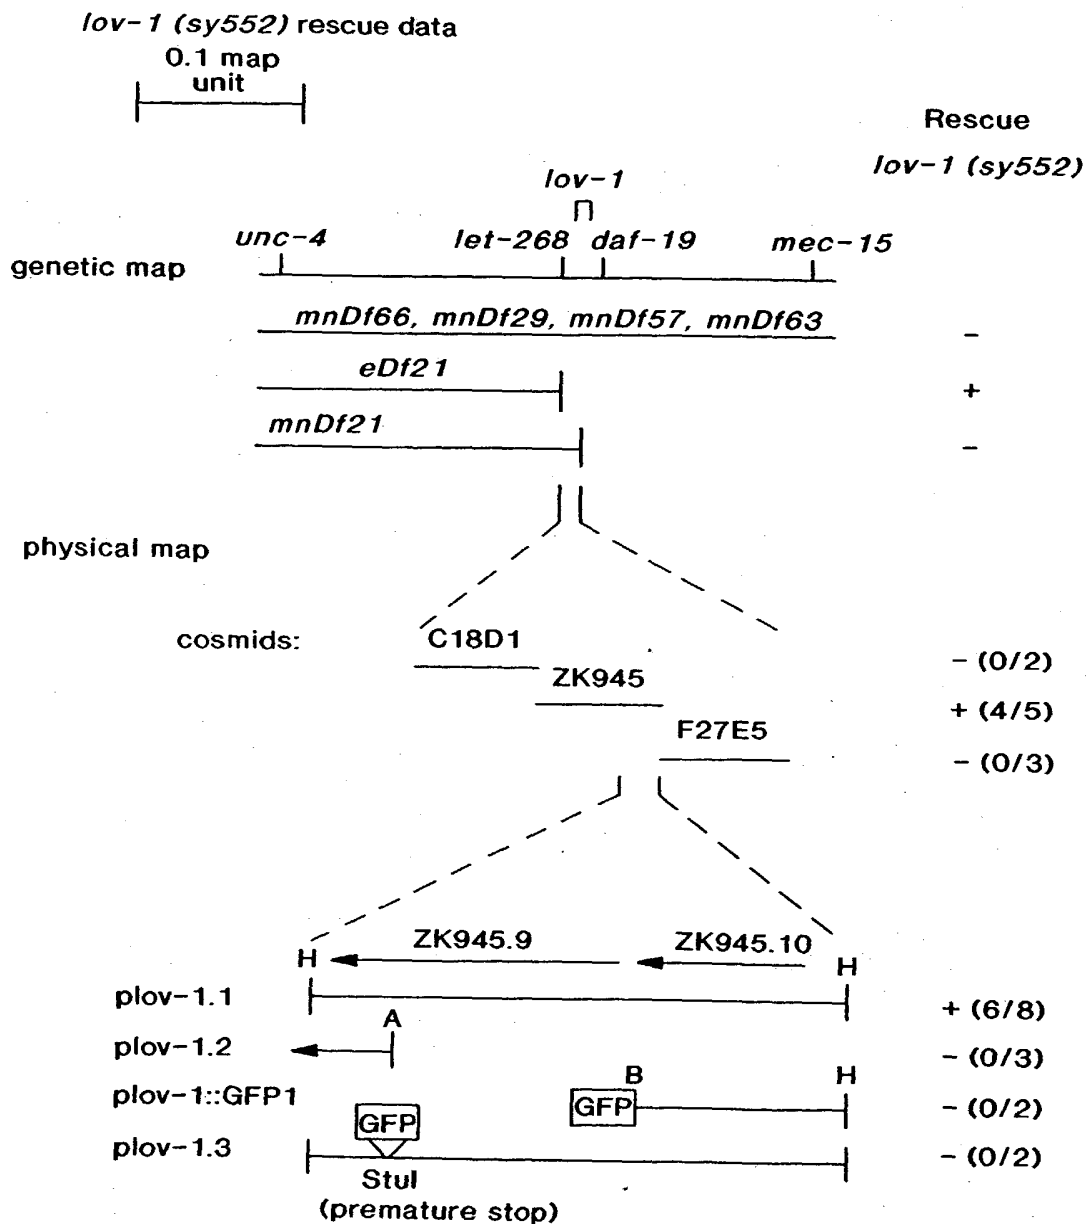 lov-1 (sy552) rescue data
0.1 map
unit
Rescue
lov-1 (sy552)
lov-1
unc-4 let-268 daf-19 mec-15
genetic map
mnDf66, mnDf29, mnDf57, mnDf63 -
eDf21 +
mnDf21 -
physical map
cosmids: C18D1 - (0/2)
ZK945 + (4/5)
F27E5 - (0/3)
H ZK945.9 ZK945.10 H
plov-1.1 + (6/8)
A
plov-1.2 - (0/3)
B H
plov-1::GFP1 GFP - (0/2)
GFP
plov-1.3 - (0/2)
StuI
(premature stop)